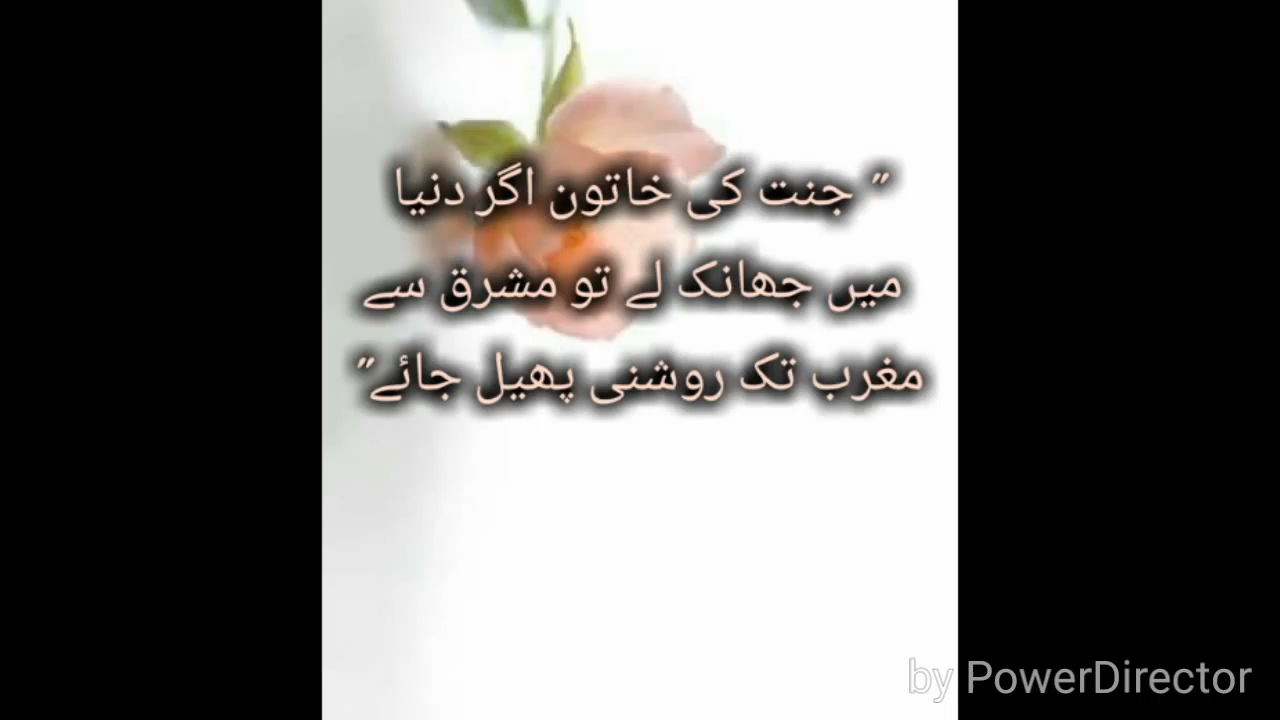 ” جنت کی خاتون اگر دنیا
میں جھانک لے تو مشرق سے
مغرب تک روشنی پھیل جائے”
by PowerDirector